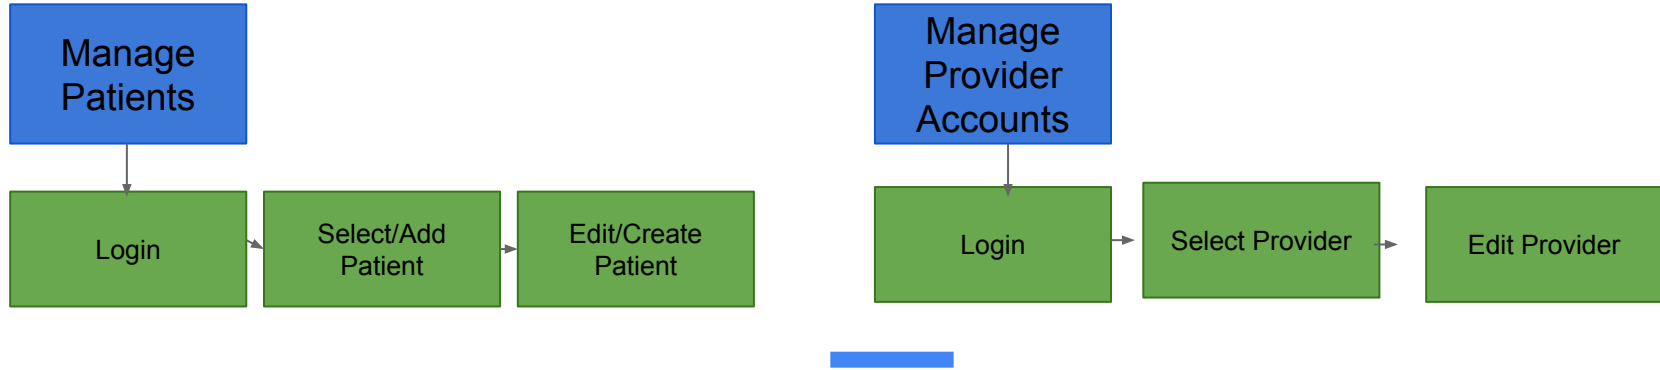 Manage
Patients
Login
Select/Add
Patient
Edit/Create
Patient
Manage
Provider
Accounts
Login
Select Provider
Edit Provider